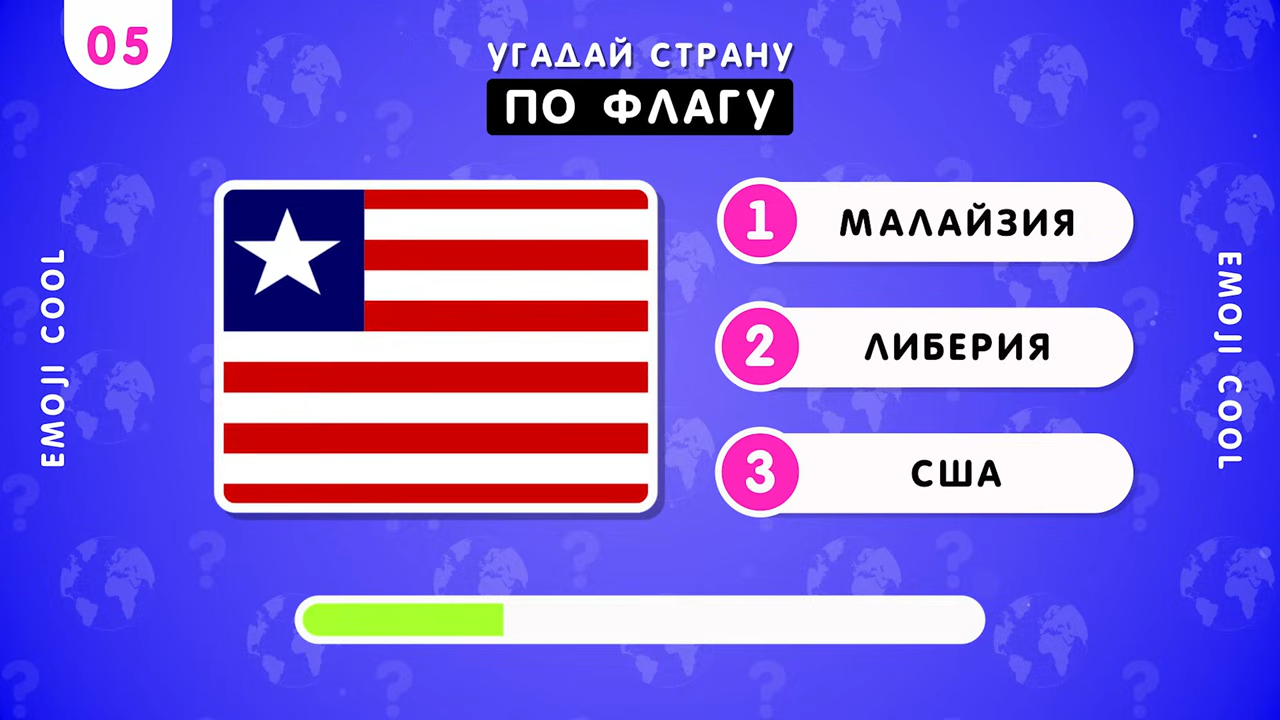 05
УГАДАЙ СТРАНУ
ПО ФЛАГУ
EMOJI COOL
1 МАЛАЙЗИЯ
2 ЛИБЕРИЯ
3 США
EMOJI COOL